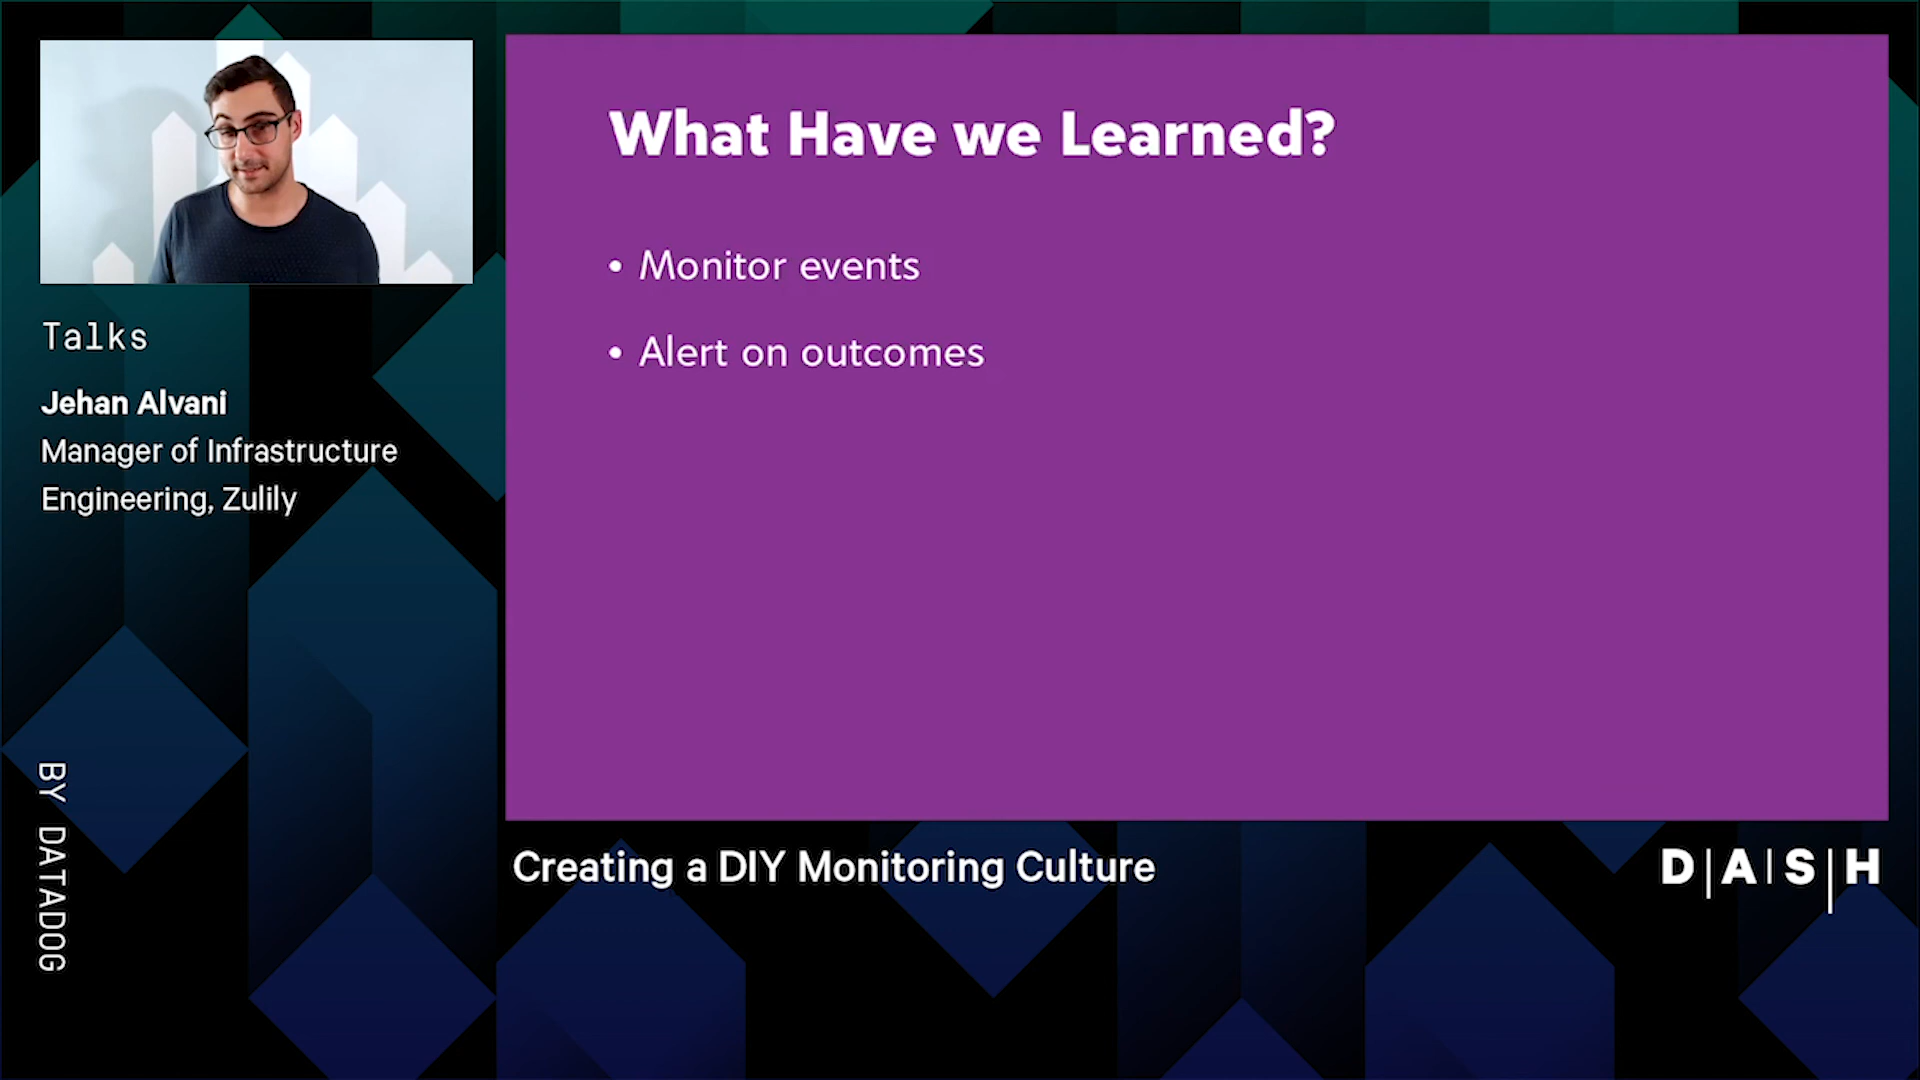 Talks
Jehan Alvani
Manager of Infrastructure
Engineering, Zulily
BY DATADOG
What Have we Learned?
• Monitor events
• Alert on outcomes
Creating a DIY Monitoring Culture
D|A|S|H